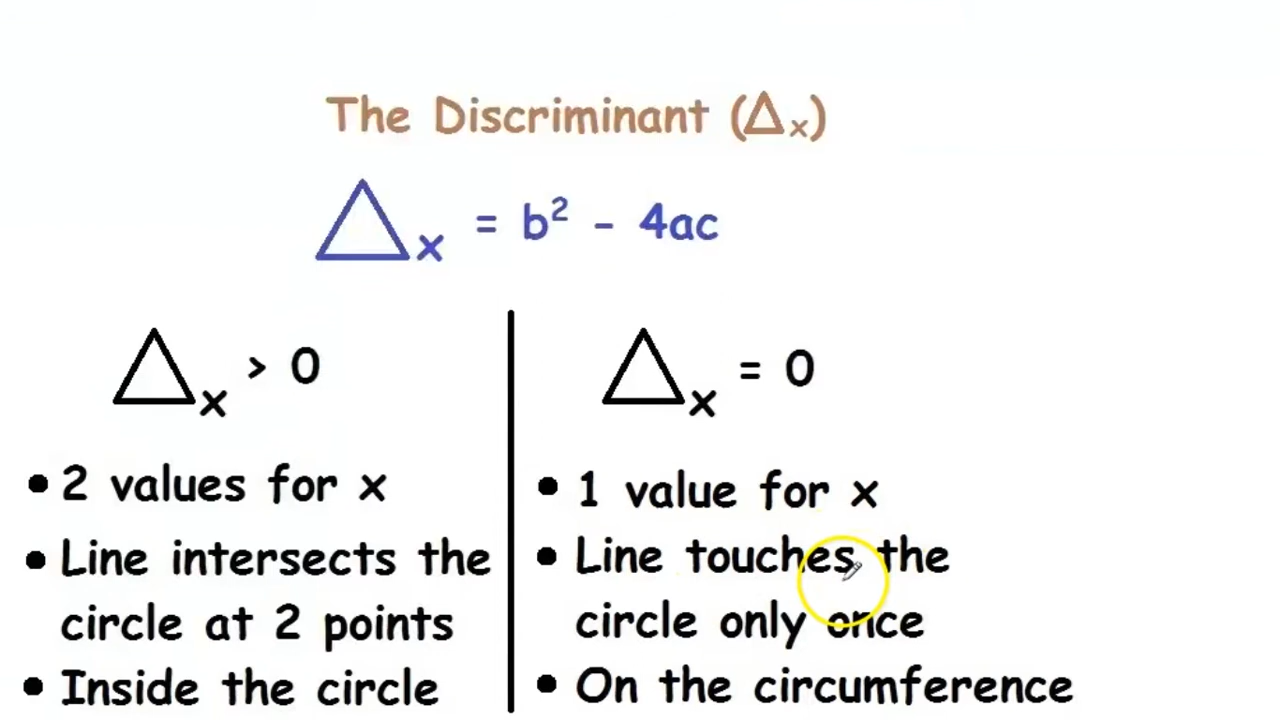 The Discriminant (Δₓ)
Δₓ = b² - 4ac
Δₓ > 0
• 2 values for x
• Line intersects the
circle at 2 points
• Inside the circle
Δₓ = 0
• 1 value for x
• Line touches the
circle only once
• On the circumference